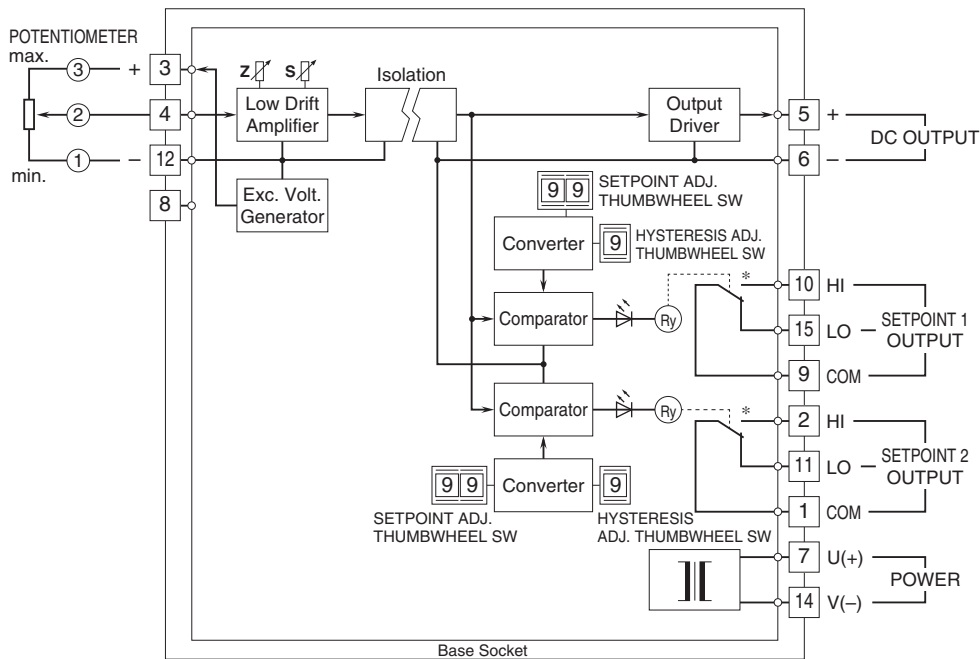 POTENTIOMETER
max.
3 +
2
1 −
min.
3
4
12
8
Z
S
Low Drift
Amplifier
Isolation
Exc. Volt.
Generator
Output
Driver
5 +
6 −
DC OUTPUT
9 9
SETPOINT ADJ.
THUMBWHEEL SW
Converter
9
HYSTERESIS ADJ.
THUMBWHEEL SW
Comparator
Ry
*
10 HI
15 LO
9 COM
SETPOINT 1
OUTPUT
Comparator
Ry
*
2 HI
11 LO
1 COM
SETPOINT 2
OUTPUT
9 9
Converter
9
SETPOINT ADJ.
THUMBWHEEL SW
HYSTERESIS
ADJ. THUMBWHEEL SW
7 U(+)
14 V(−)
POWER
Base Socket